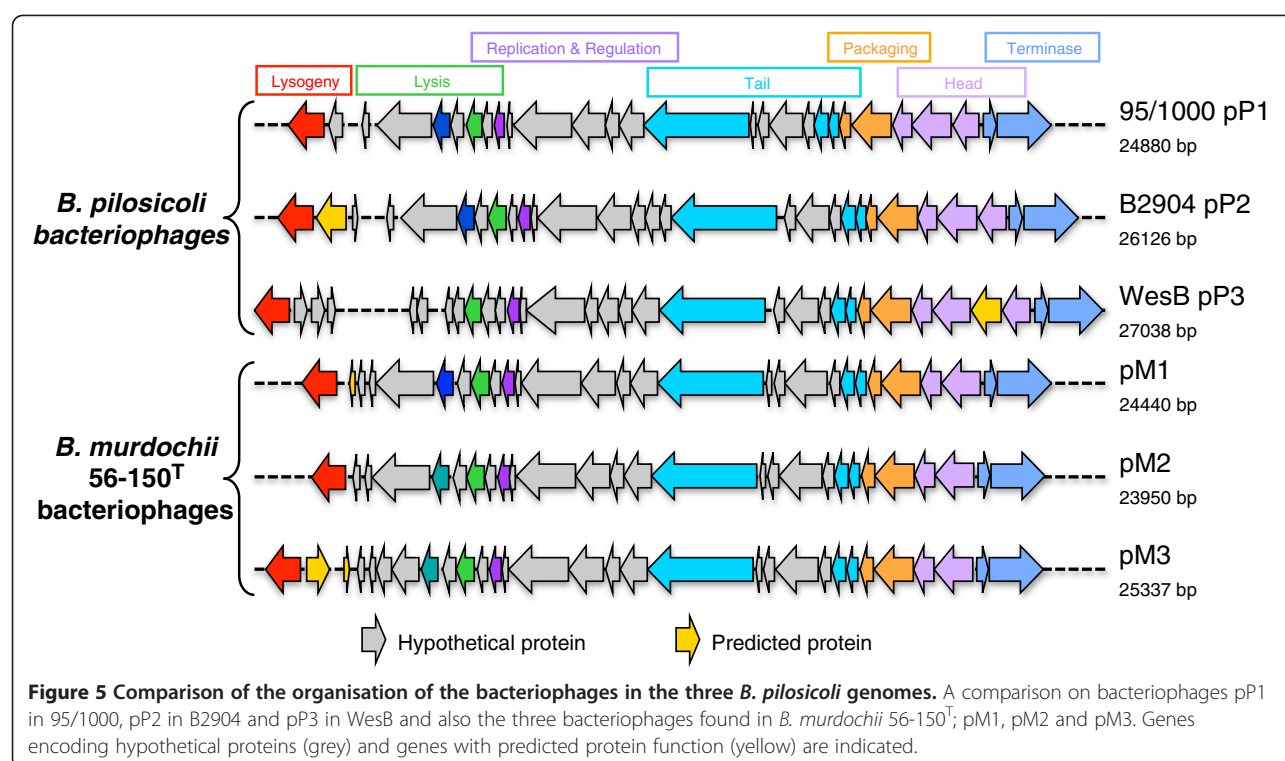 Replication & Regulation
Packaging
Terminase
Lysogeny
Lysis
Tail
Head
95/1000 pP1
24880 bp
B2904 pP2
26126 bp
B. pilosicoli
bacteriophages
WesB pP3
27038 bp
pM1
24440 bp
B. murdochii
56-150ᵀ
bacteriophages
pM2
23950 bp
pM3
25337 bp
Hypothetical protein
Predicted protein
Figure 5 Comparison of the organisation of the bacteriophages in the three B. pilosicoli genomes. A comparison on bacteriophages pP1
in 95/1000, pP2 in B2904 and pP3 in WesB and also the three bacteriophages found in B. murdochii 56-150ᵀ; pM1, pM2 and pM3. Genes
encoding hypothetical proteins (grey) and genes with predicted protein function (yellow) are indicated.